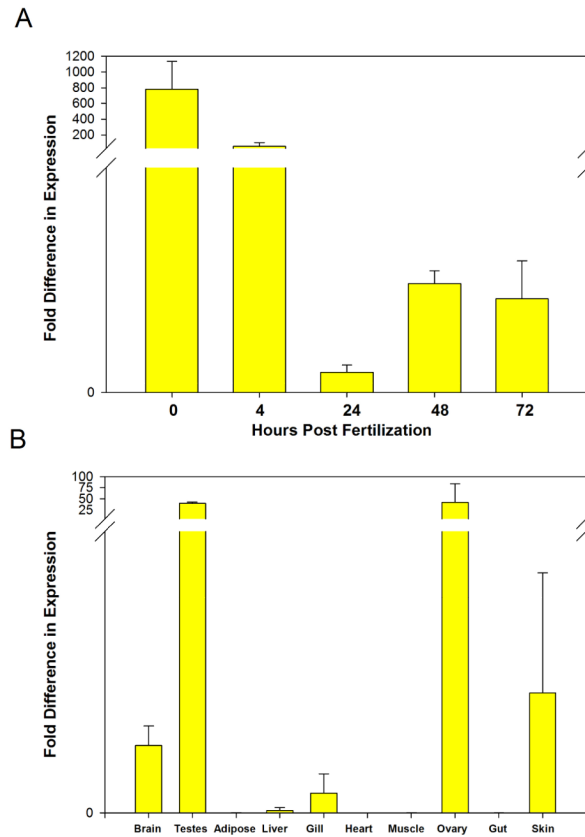 A
Fold Difference in Expression
1200
1000
800
600
400
200
0
0 4 24 48 72
Hours Post Fertilization
B
Fold Difference in Expression
100
75
50
25
0
Brain Testes Adipose Liver Gill Heart Muscle Ovary Gut Skin